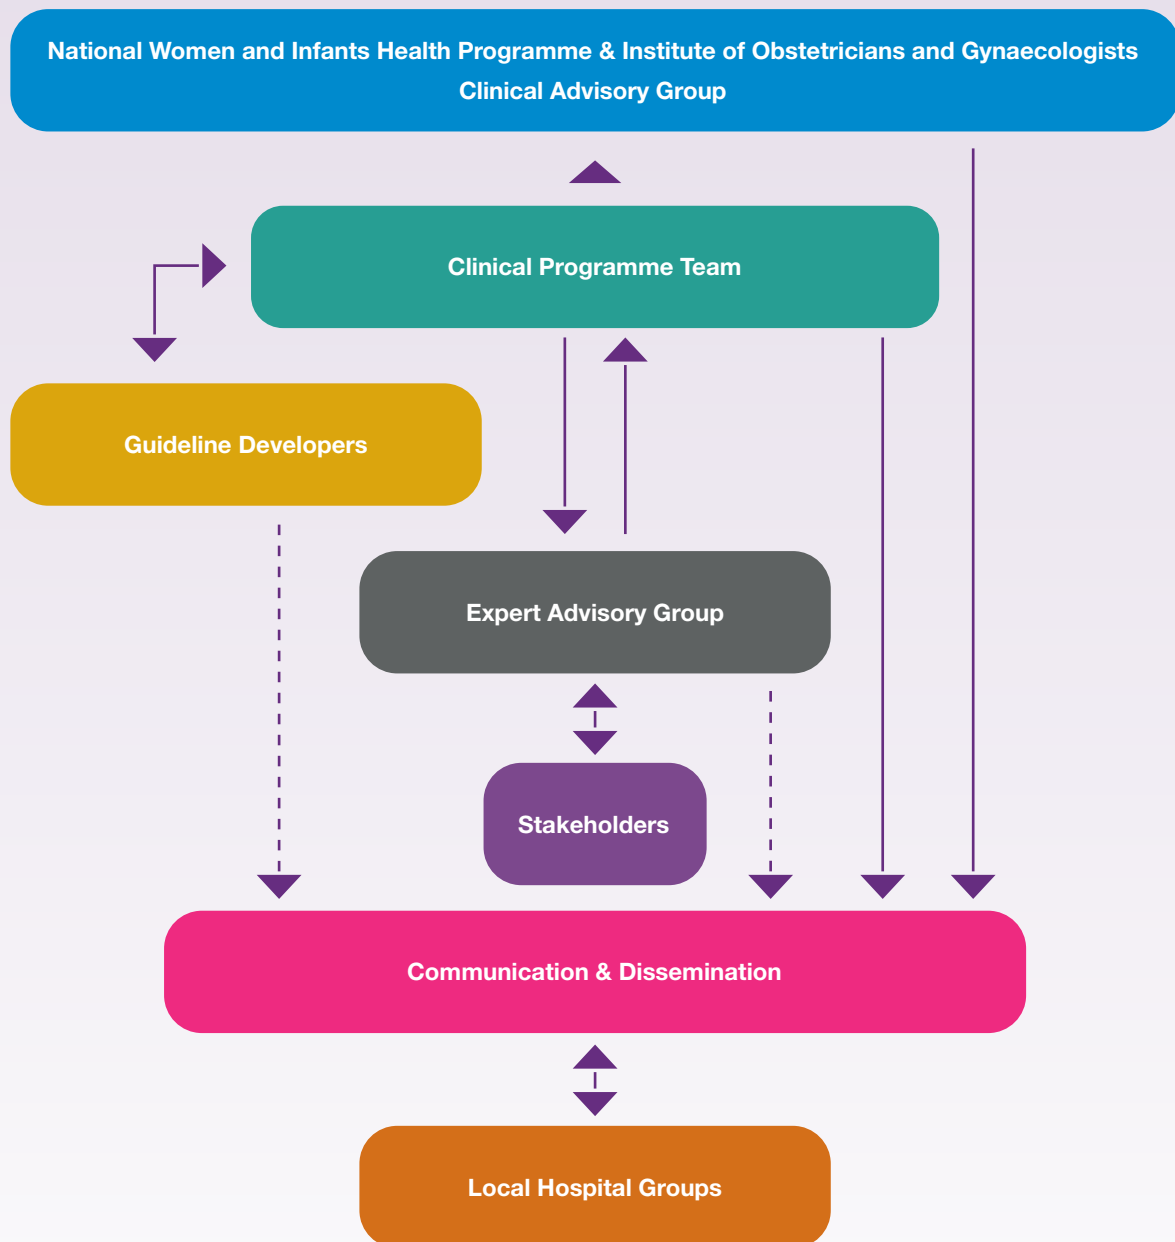 National Women and Infants Health Programme & Institute of Obstetricians and Gynaecologists
Clinical Advisory Group
Clinical Programme Team
Guideline Developers
Expert Advisory Group
Stakeholders
Communication & Dissemination
Local Hospital Groups